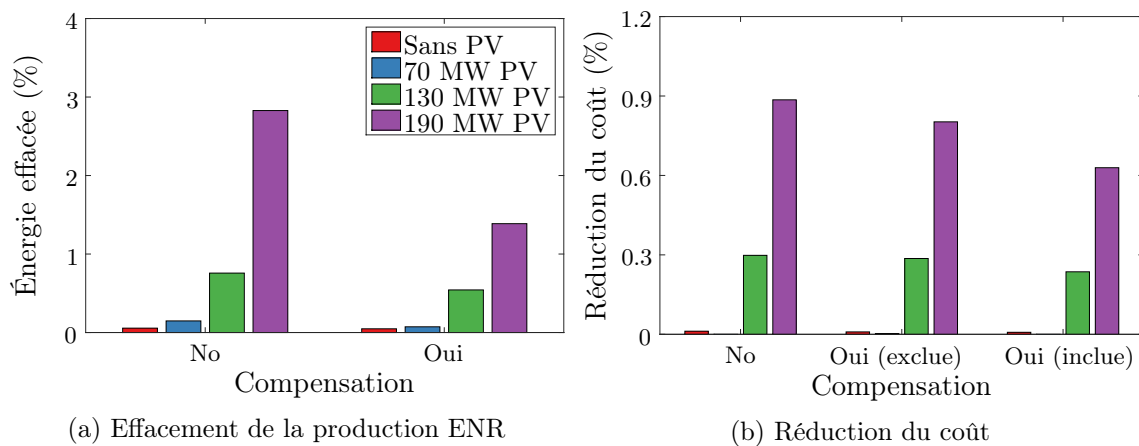 Énergie effacée (%)
4
3
2
1
0
Sans PV
70 MW PV
130 MW PV
190 MW PV
No
Oui
Compensation
(a) Effacement de la production ENR
Réduction du coût (%)
1.2
0.9
0.6
0.3
0
No
Oui (exclue)
Oui (inclue)
Compensation
(b) Réduction du coût